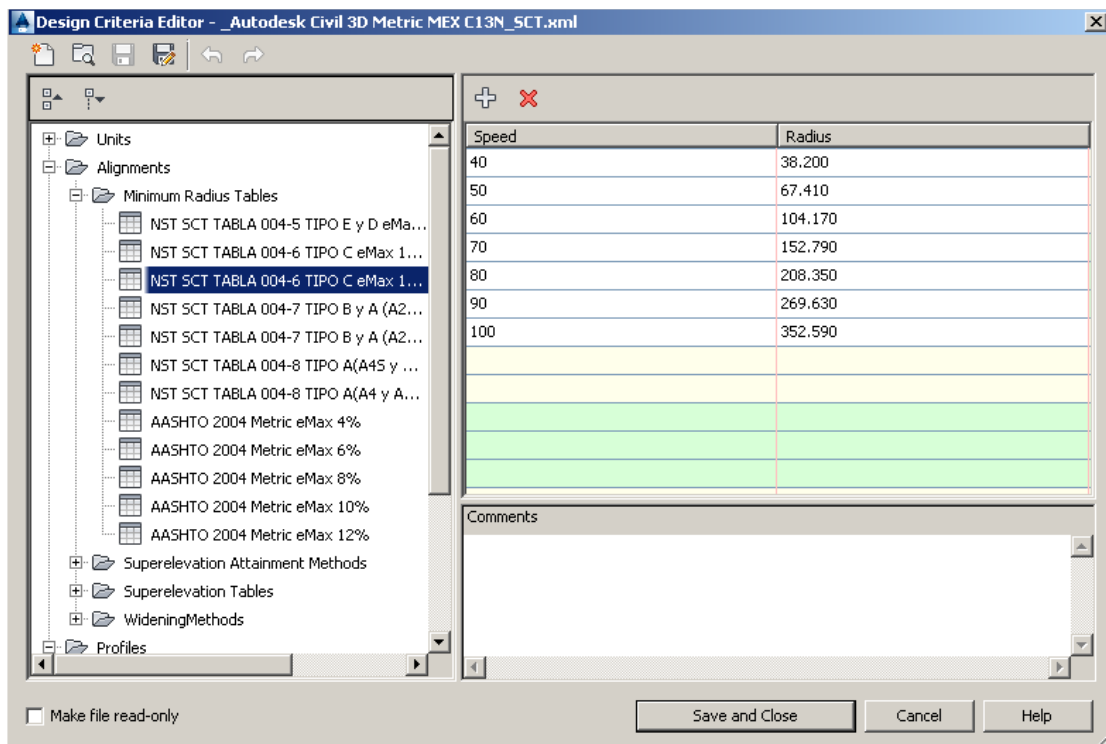 Design Criteria Editor - _Autodesk Civil 3D Metric MEX C13N_SCT.xml
Units
Alignments
Minimum Radius Tables
NST SCT TABLA 004-5 TIPO E y D eMa...
NST SCT TABLA 004-6 TIPO C eMax 1...
NST SCT TABLA 004-6 TIPO C eMax 1...
NST SCT TABLA 004-7 TIPO B y A (A2...
NST SCT TABLA 004-7 TIPO B y A (A2...
NST SCT TABLA 004-8 TIPO A(A4S y ...
NST SCT TABLA 004-8 TIPO A(A4 y A...
AASHTO 2004 Metric eMax 4%
AASHTO 2004 Metric eMax 6%
AASHTO 2004 Metric eMax 8%
AASHTO 2004 Metric eMax 10%
AASHTO 2004 Metric eMax 12%
Superelevation Attainment Methods
Superelevation Tables
WideningMethods
Profiles
Speed Radius
40 38.200
50 67.410
60 104.170
70 152.790
80 208.350
90 269.630
100 352.590
Comments
Make file read-only
Save and Close Cancel Help